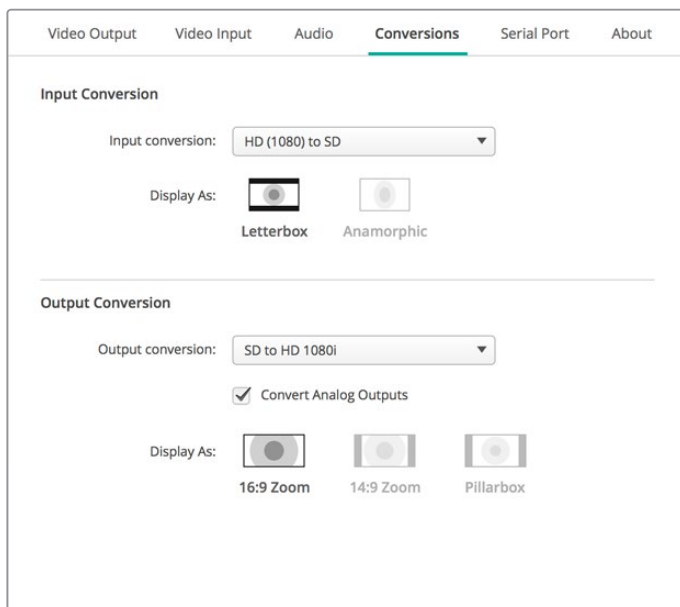 Video Output Video Input Audio Conversions Serial Port About
Input Conversion
Input conversion: HD (1080) to SD
Display As:
Letterbox Anamorphic
Output Conversion
Output conversion: SD to HD 1080i
Convert Analog Outputs
Display As:
16:9 Zoom 14:9 Zoom Pillarbox